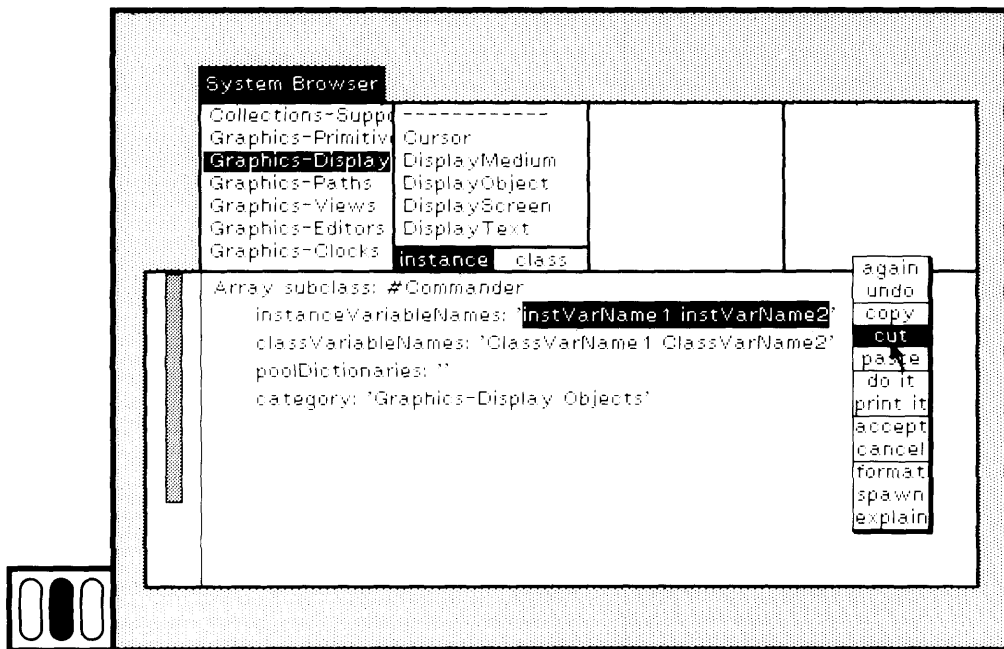 System Browser
Collections-Suppo
Graphics-Primitiv
Graphics-Display
Graphics-Paths
Graphics-Views
Graphics-Editors
Graphics-Clocks
------------
Cursor
DisplayMedium
DisplayObject
DisplayScreen
DisplayText
instance class
Array subclass: #Commander
instanceVariableNames: 'instVarName1 instVarName2'
classVariableNames: 'ClassVarName1 ClassVarName2'
poolDictionaries: ''
category: 'Graphics-Display Objects'
again
undo
copy
cut
paste
do it
print it
accept
cancel
format
spawn
explain